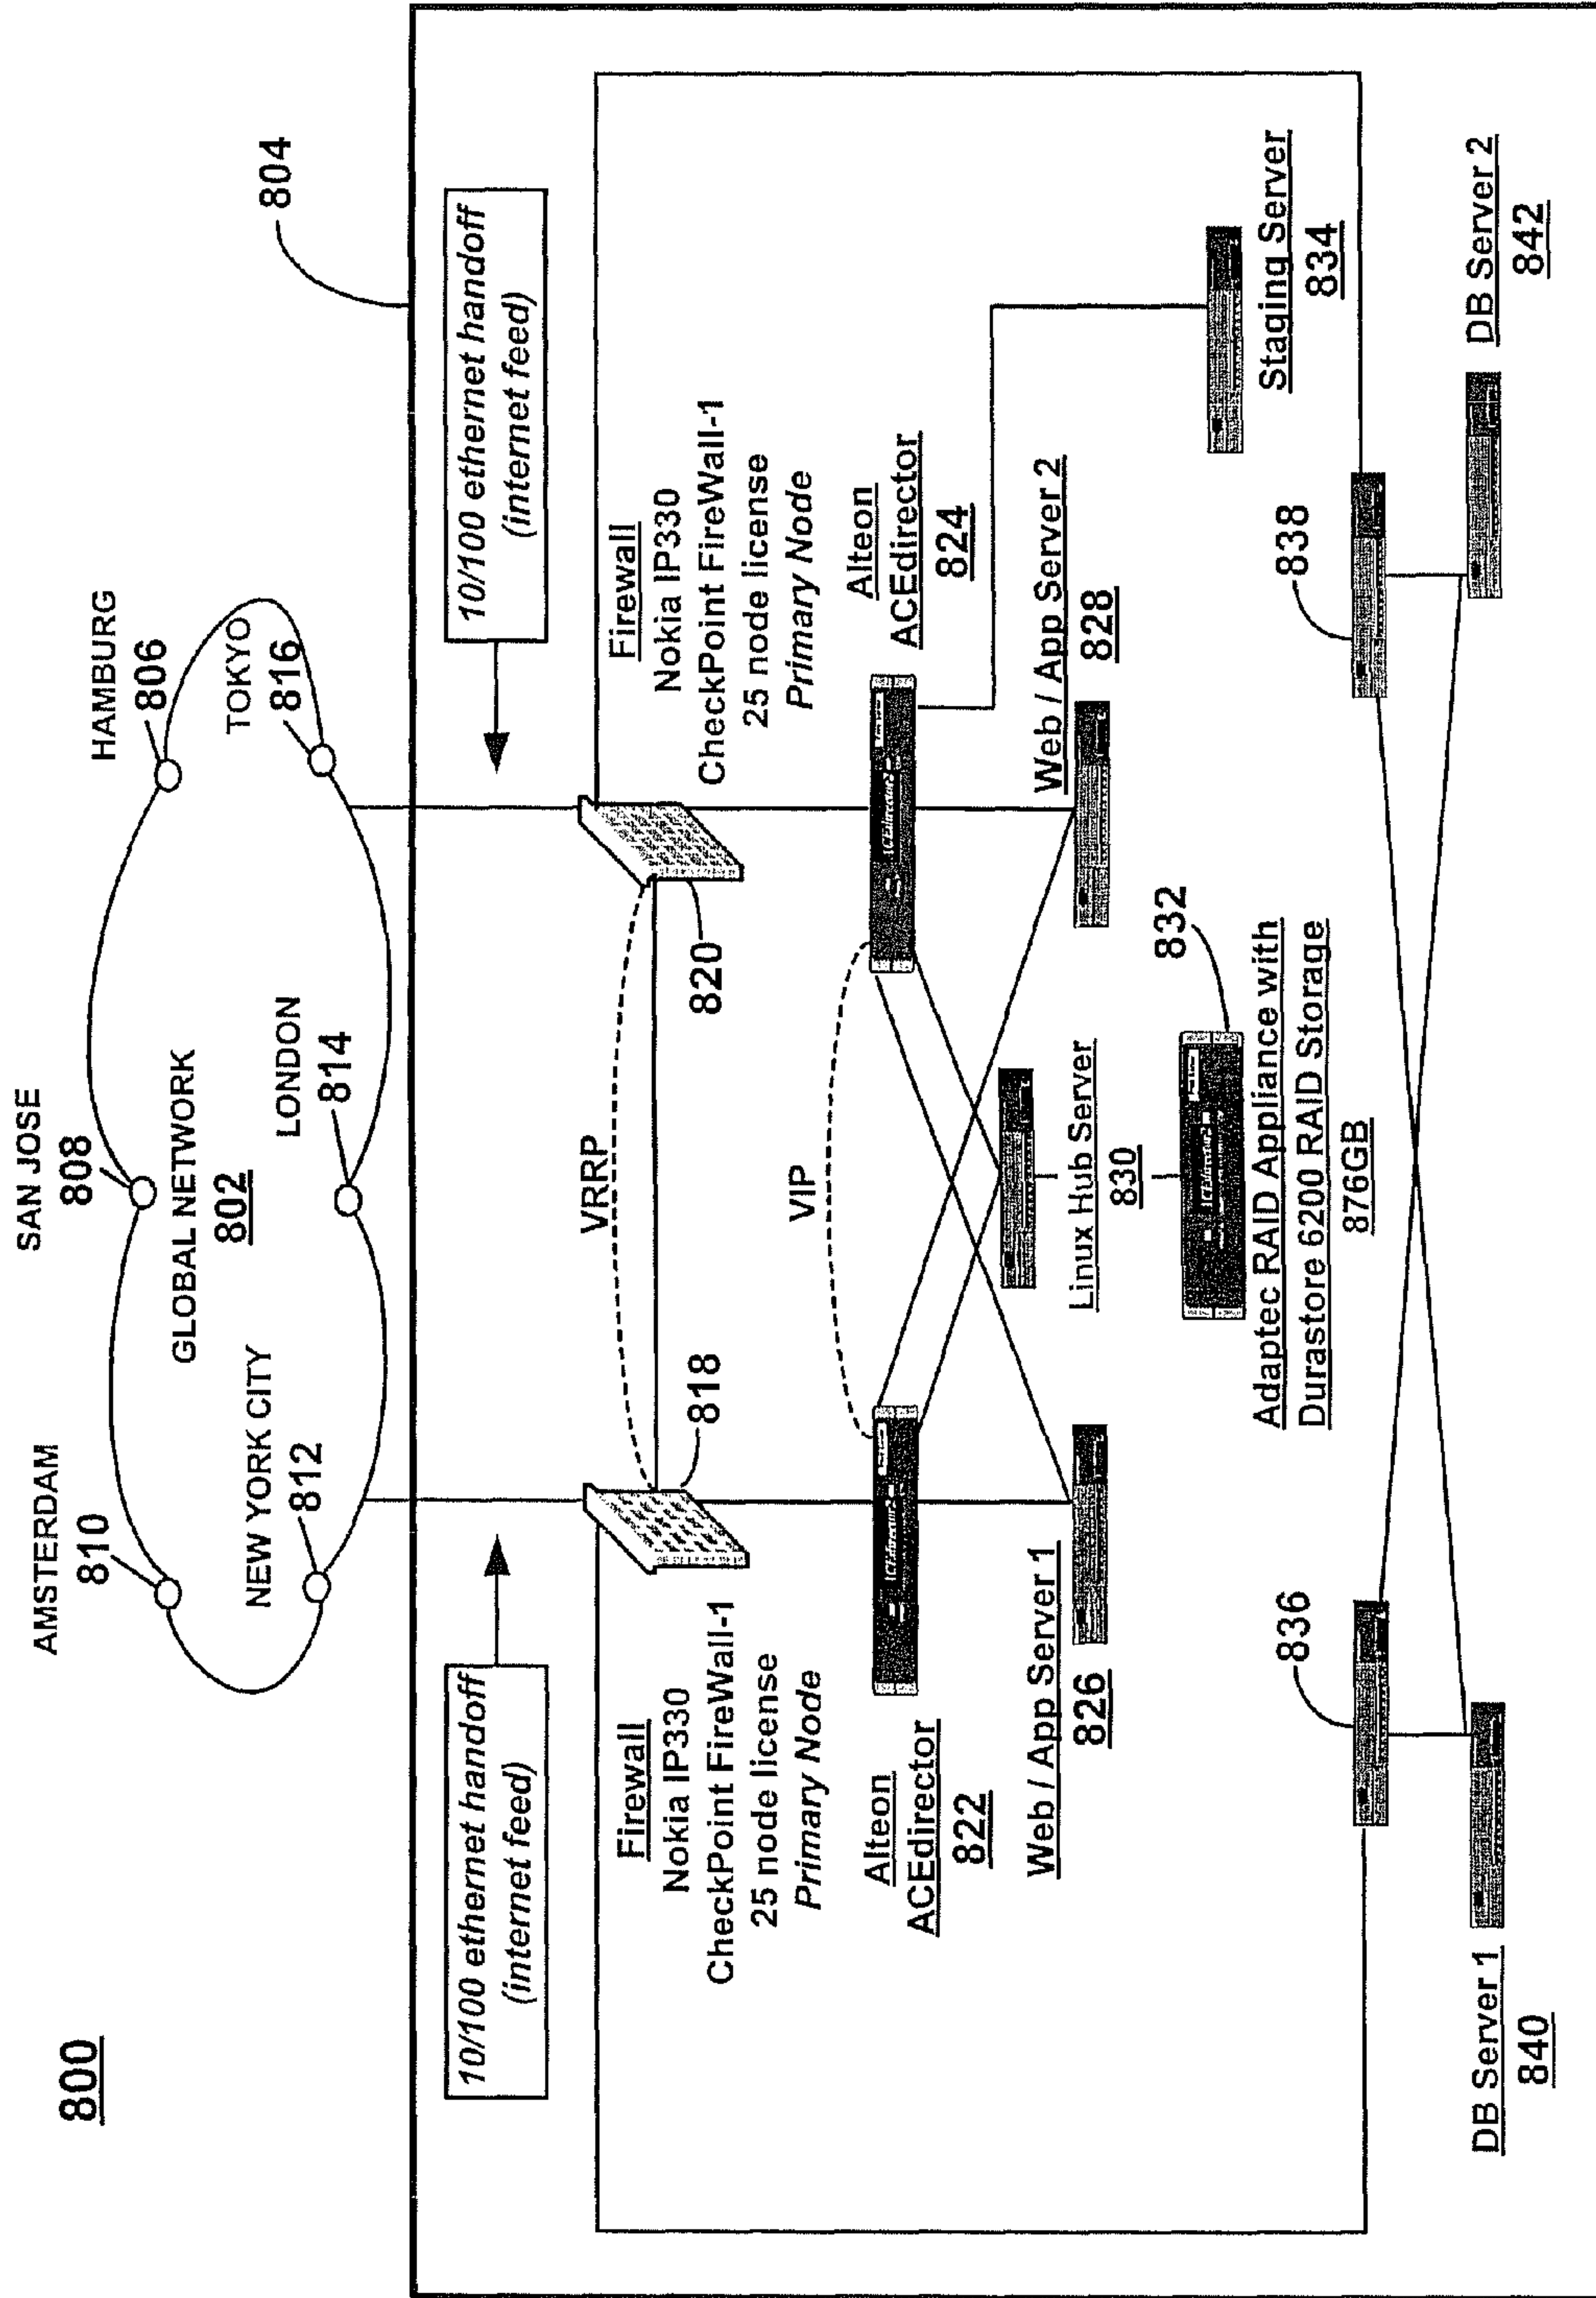 800
AMSTERDAM
810
SAN JOSE
808
HAMBURG
806
GLOBAL NETWORK
802
NEW YORK CITY
812
LONDON
814
TOKYO
816
804
10/100 ethernet handoff
(internet feed)
10/100 ethernet handoff
(internet feed)
Firewall
Nokia IP330
CheckPoint FireWall-1
25 node license
Primary Node
818
VRRP
820
Firewall
Nokia IP330
CheckPoint FireWall-1
25 node license
Primary Node
Alteon
ACEdirector
822
VIP
Alteon
ACEdirector
824
Web / App Server 1
826
Linux Hub Server
830
Web / App Server 2
828
832
Adaptec RAID Appliance with
Durastore 6200 RAID Storage
876GB
Staging Server
834
836
838
DB Server 1
840
DB Server 2
842